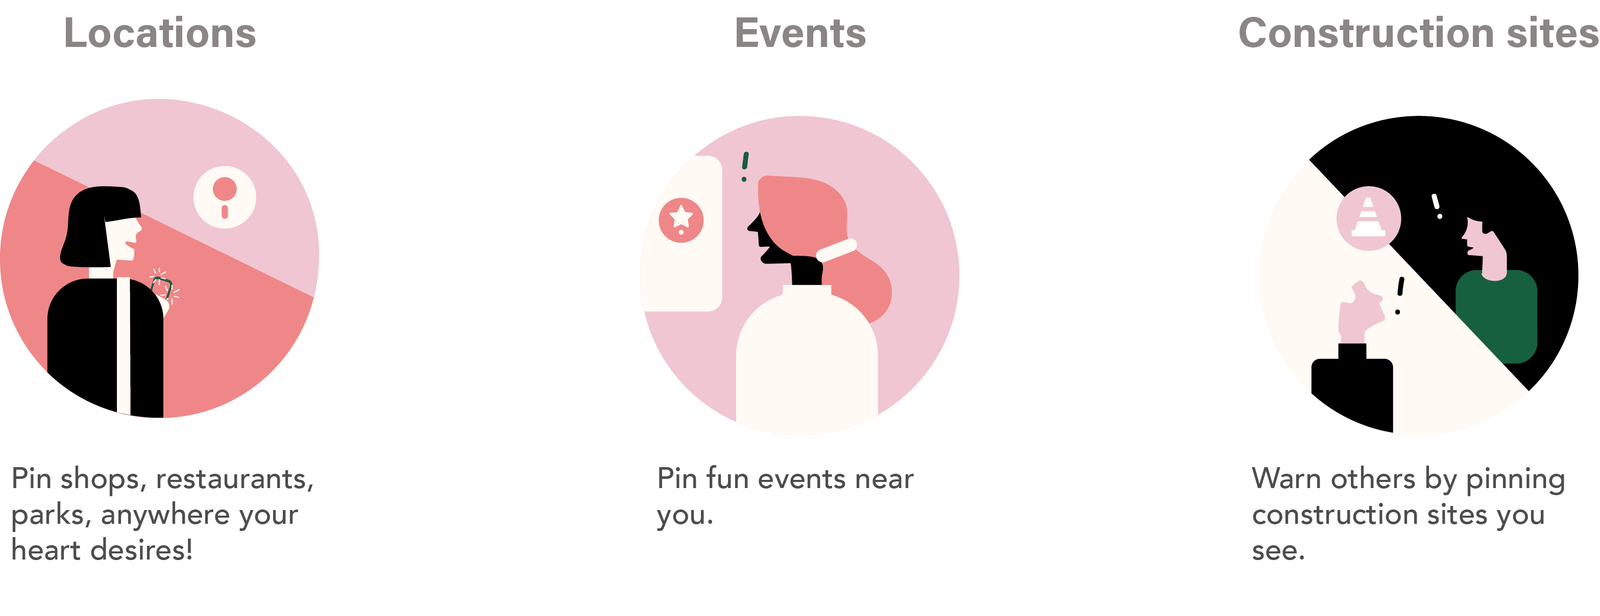 Locations
Pin shops, restaurants,
parks, anywhere your
heart desires!
Events
Pin fun events near
you.
Construction sites
Warn others by pinning
construction sites you
see.